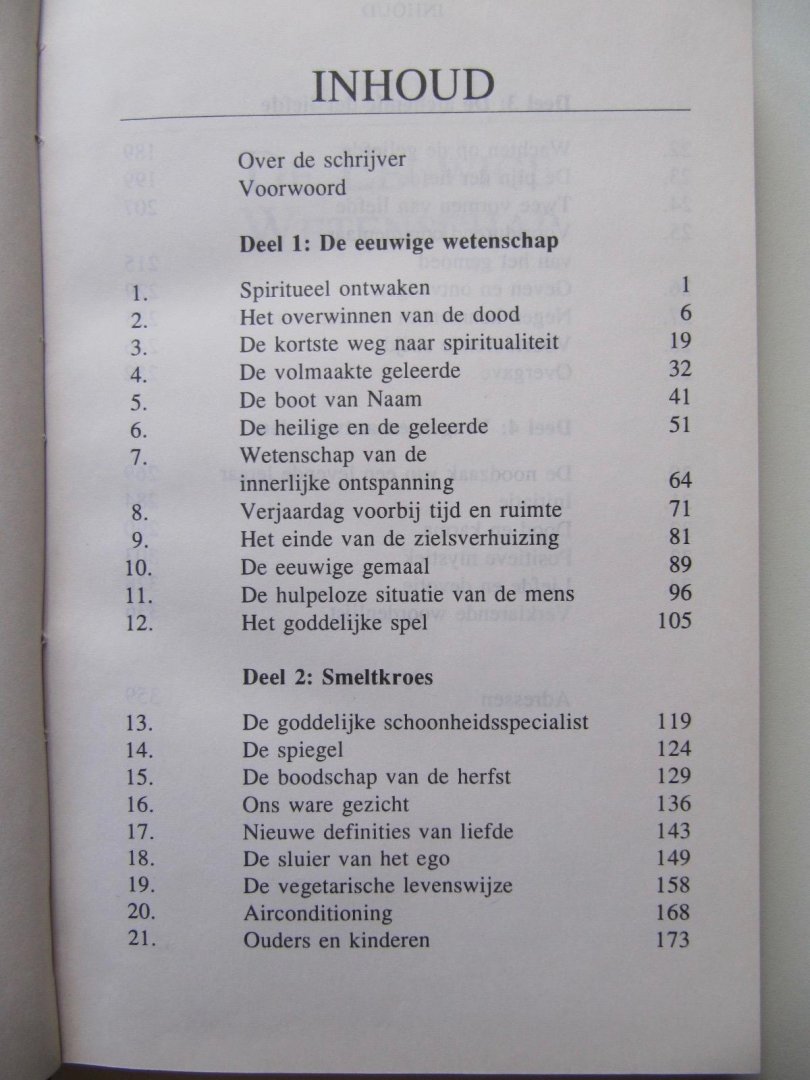 INHOUD
Over de schrijver
Voorwoord
Deel 1: De eeuwige wetenschap
1. Spiritueel ontwaken 1
2. Het overwinnen van de dood 6
3. De kortste weg naar spiritualiteit 19
4. De volmaakte geleerde 32
5. De boot van Naam 41
6. De heilige en de geleerde 51
7. Wetenschap van de
innerlijke ontspanning 64
8. Verjaardag voorbij tijd en ruimte 71
9. Het einde van de zielsverhuizing 81
10. De eeuwige gemaal 89
11. De hulpeloze situatie van de mens 96
12. Het goddelijke spel 105
Deel 2: Smeltkroes
13. De goddelijke schoonheidsspecialist 119
14. De spiegel 124
15. De boodschap van de herfst 129
16. Ons ware gezicht 136
17. Nieuwe definities van liefde 143
18. De sluier van het ego 149
19. De vegetarische levenswijze 158
20. Airconditioning 168
21. Ouders en kinderen 173